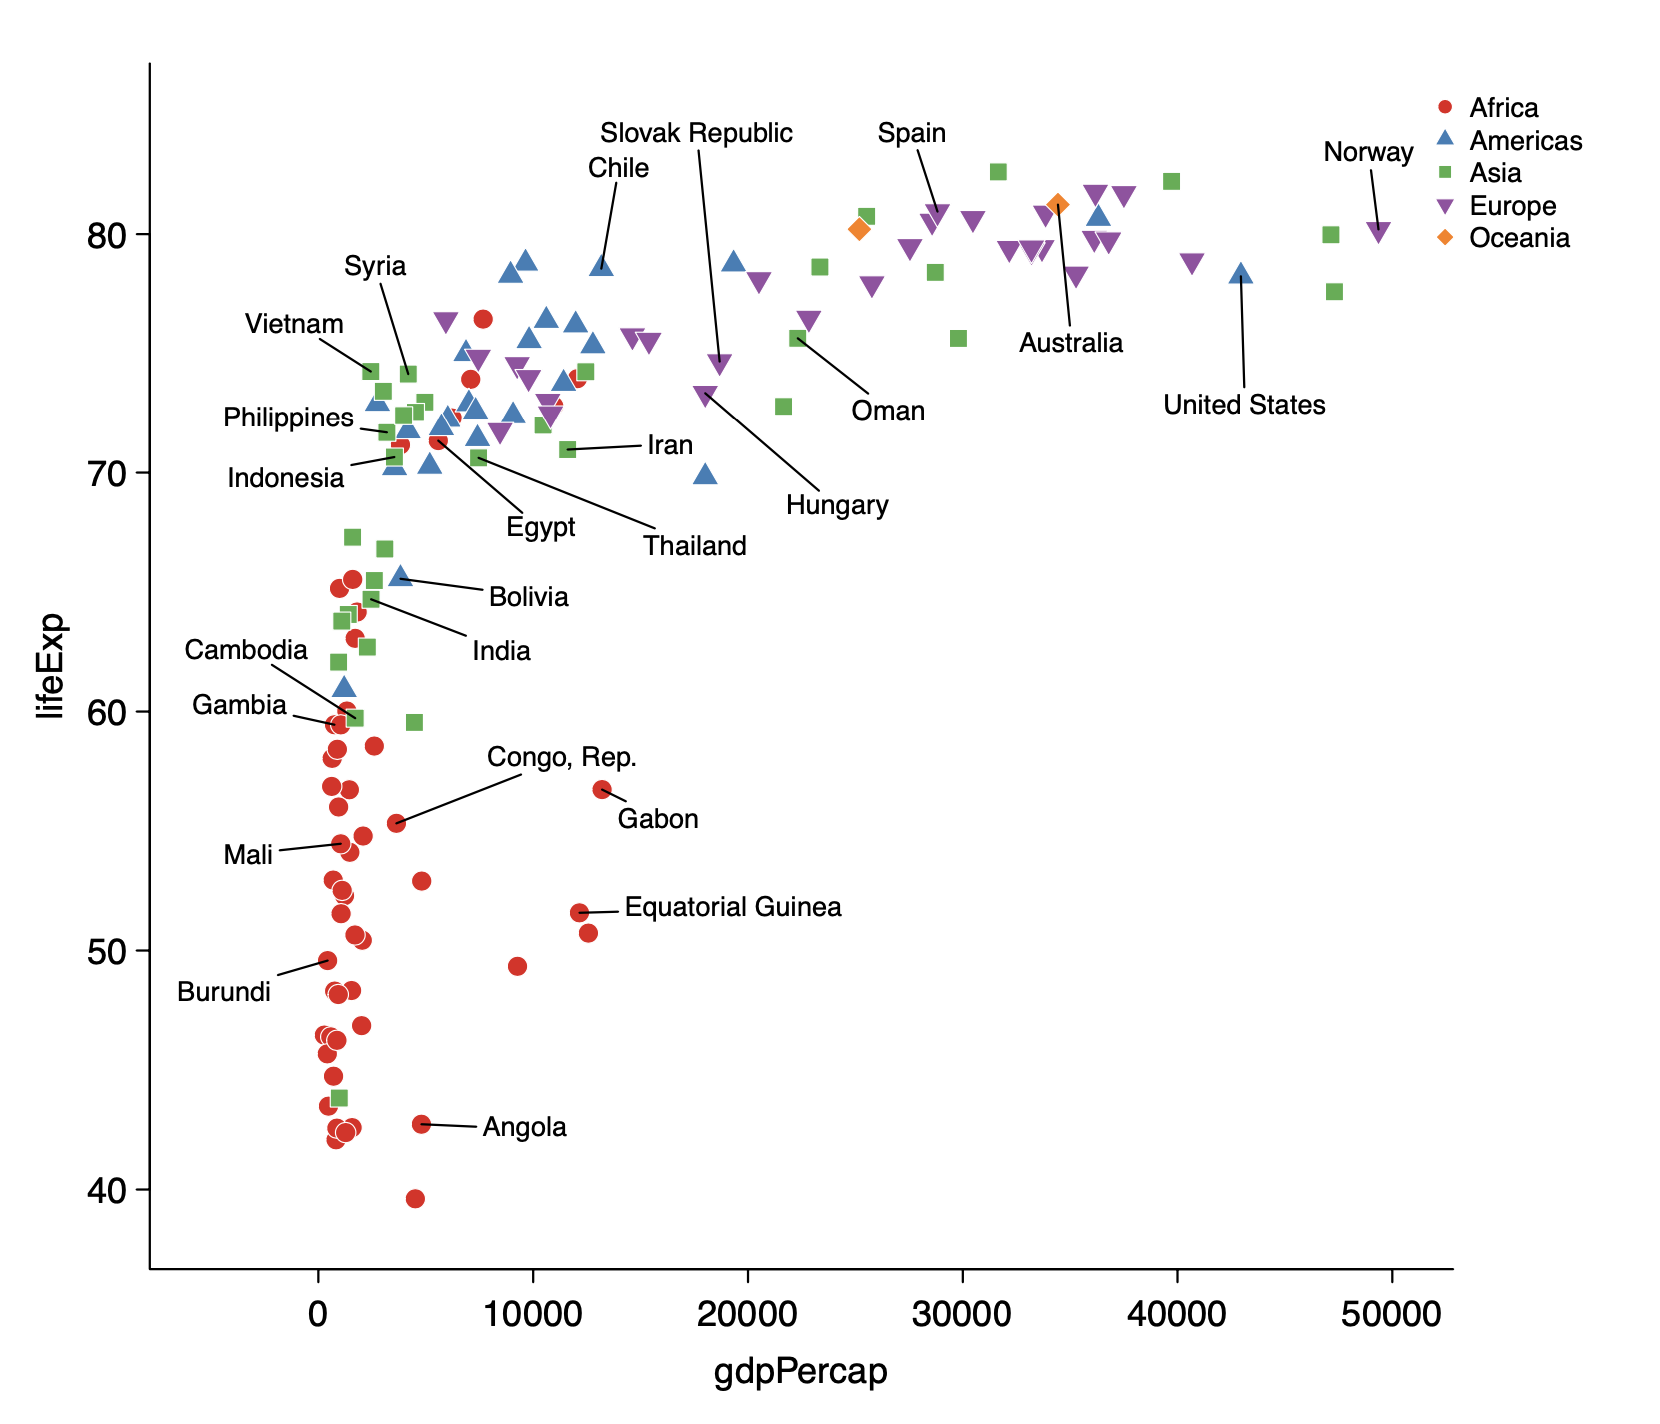 Slovak Republic
Spain
Chile
Norway
Africa
Americas
Asia
Europe
Oceania
Syria
Vietnam
Philippines
Indonesia
Iran
Oman
Australia
United States
Hungary
Egypt
Thailand
Bolivia
India
Cambodia
Gambia
Congo, Rep.
Gabon
Mali
Equatorial Guinea
Burundi
Angola
lifeExp
80
70
60
50
40
0
10000
20000
30000
40000
50000
gdpPercap